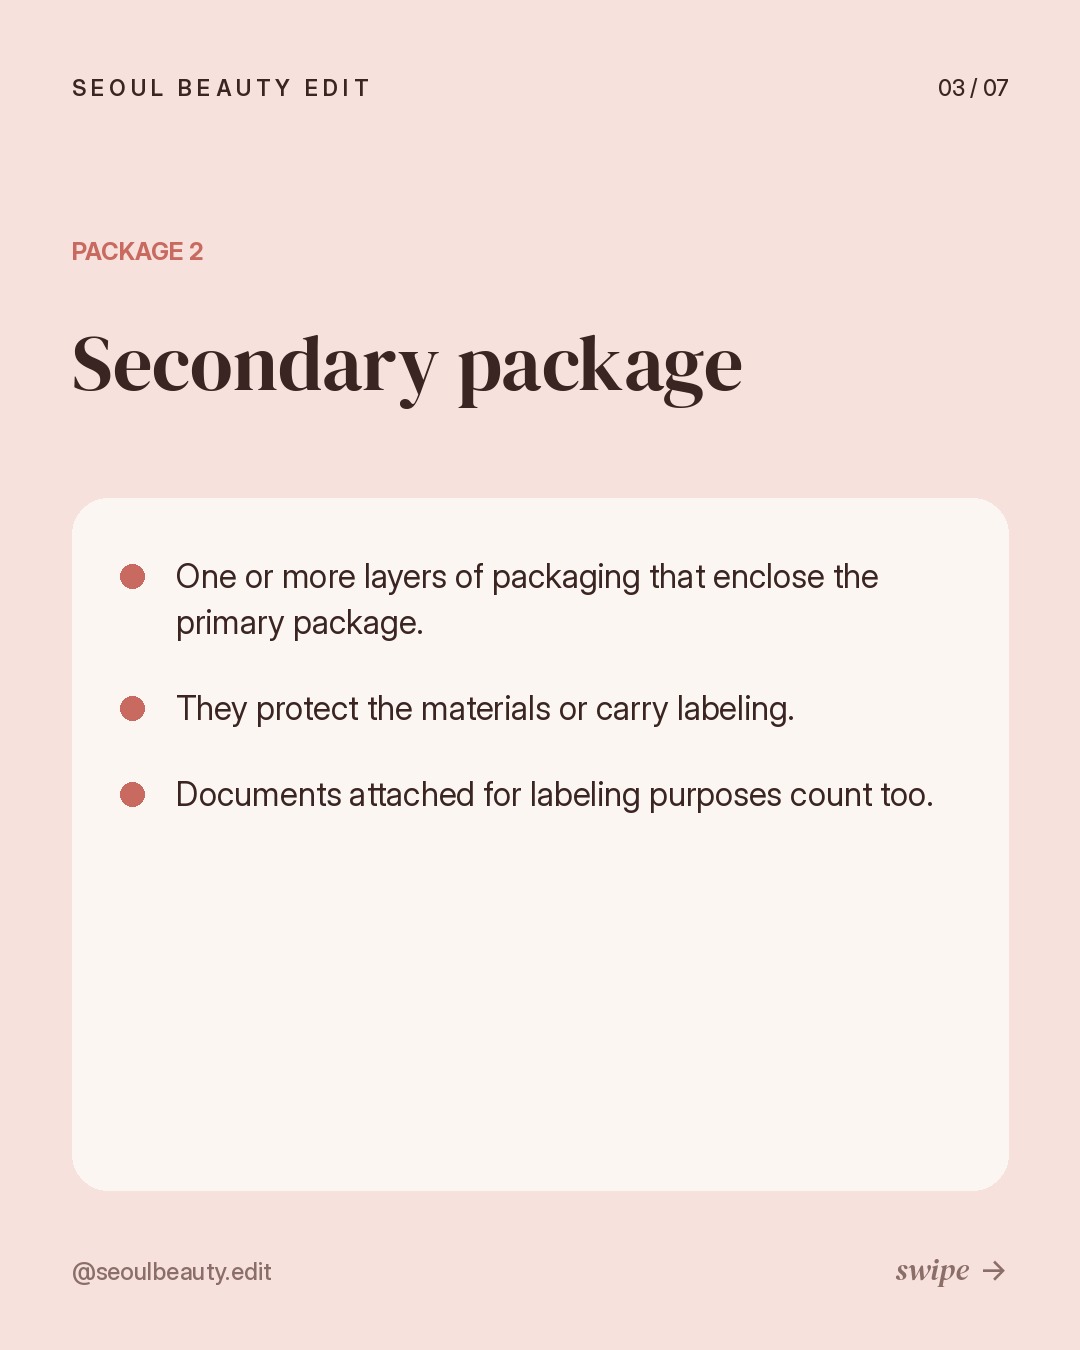 SEOUL BEAUTY EDIT
03 / 07
PACKAGE 2
Secondary package
One or more layers of packaging that enclose the
primary package.
They protect the materials or carry labeling.
Documents attached for labeling purposes count too.
@seoulbeauty.edit
swipe →